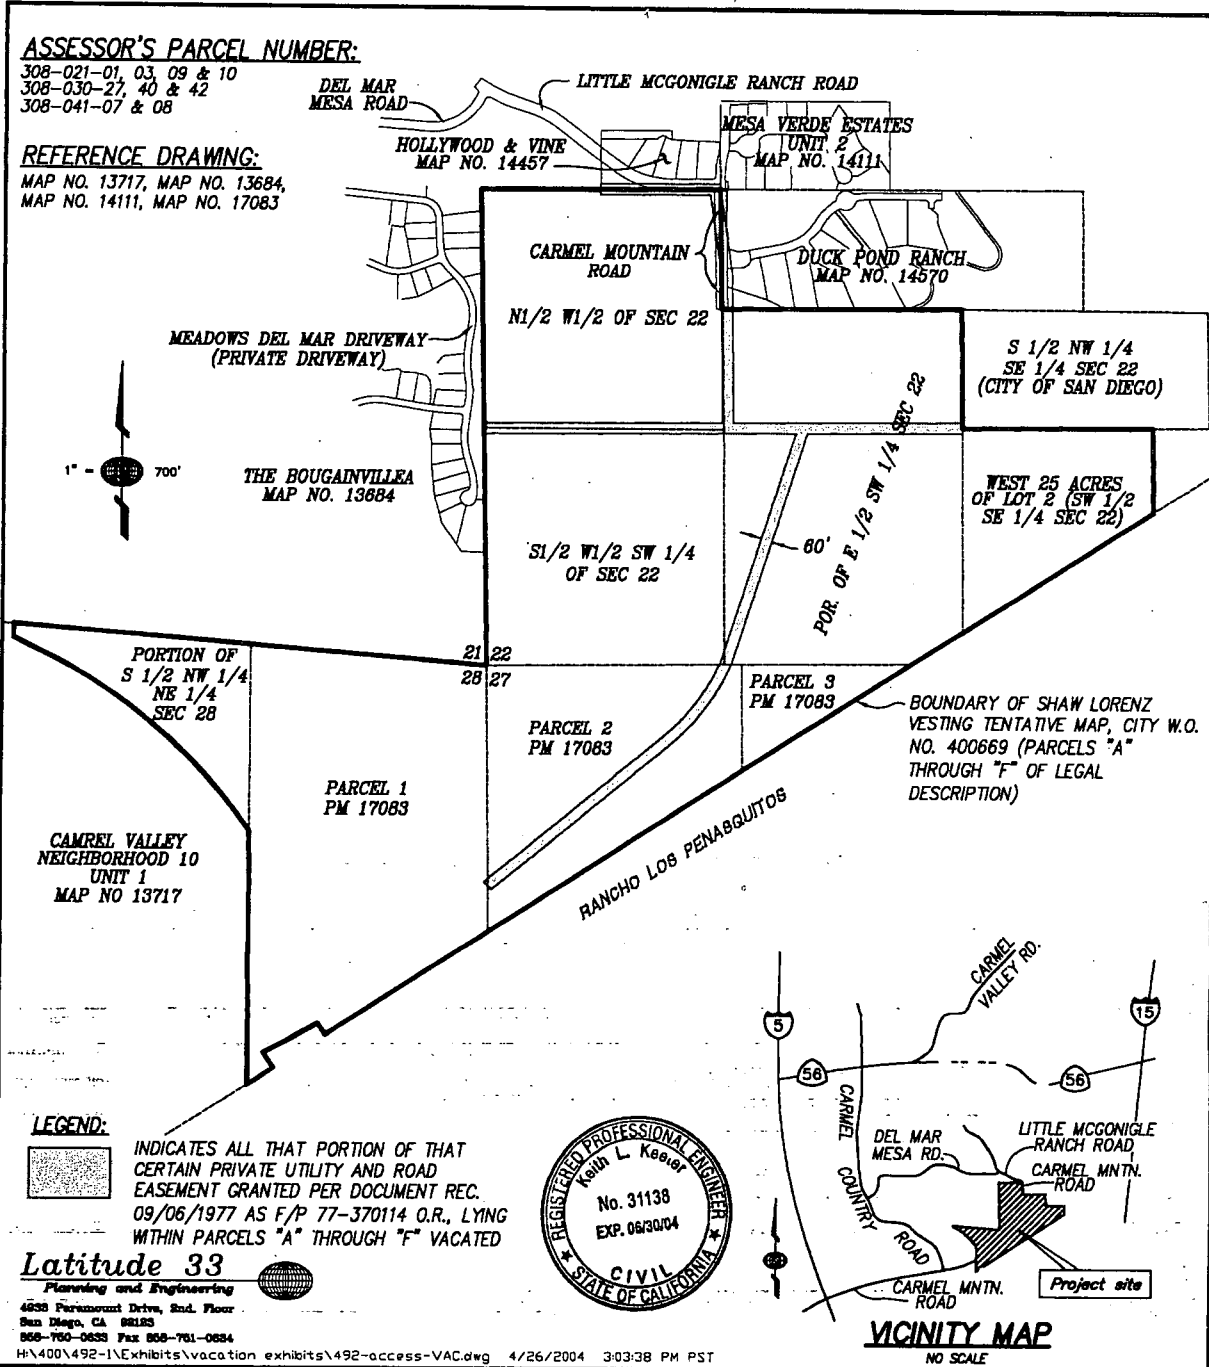 ASSESSOR'S PARCEL NUMBER:
308-021-01, 03, 09 & 10
308-030-27, 40 & 42
308-041-07 & 08
REFERENCE DRAWING:
MAP NO. 13717, MAP NO. 13684,
MAP NO. 14111, MAP NO. 17083
DEL MAR
MESA ROAD
LITTLE MCGONIGLE RANCH ROAD
HOLLYWOOD & VINE
MAP NO. 14457
MESA VERDE ESTATES
UNIT 2
MAP NO. 14111
CARMEL MOUNTAIN
ROAD
DUCK POND RANCH
MAP NO. 14570
N1/2 W1/2 OF SEC 22
MEADOWS DEL MAR DRIVEWAY
(PRIVATE DRIVEWAY)
S 1/2 NW 1/4
SE 1/4 SEC 22
(CITY OF SAN DIEGO)
1" = 700'
THE BOUGAINVILLEA
MAP NO. 13684
POR. OF E 1/2 SW 1/4 SEC 22
WEST 25 ACRES
OF LOT 2 (SW 1/2
SE 1/4 SEC 22)
S1/2 W1/2 SW 1/4
OF SEC 22
60'
21 22
28 27
PORTION OF
S 1/2 NW 1/4
NE 1/4
SEC 28
PARCEL 3
PM 17083
PARCEL 2
PM 17083
BOUNDARY OF SHAW LORENZ
VESTING TENTATIVE MAP, CITY W.O.
NO. 400669 (PARCELS "A"
THROUGH "F" OF LEGAL
DESCRIPTION)
PARCEL 1
PM 17083
RANCHO LOS PENASQUITOS
CAMREL VALLEY
NEIGHBORHOOD 10
UNIT 1
MAP NO 13717
CARMEL
VALLEY RD.
5
15
56
56
CARMEL COUNTRY ROAD
DEL MAR
MESA RD.
LITTLE MCGONIGLE
RANCH ROAD
CARMEL MNTN.
ROAD
CARMEL MNTN.
ROAD
Project site
VICINITY MAP
NO SCALE
LEGEND:
INDICATES ALL THAT PORTION OF THAT
CERTAIN PRIVATE UTILITY AND ROAD
EASEMENT GRANTED PER DOCUMENT REC.
09/06/1977 AS F/P 77-370114 O.R., LYING
WITHIN PARCELS "A" THROUGH "F" VACATED
REGISTERED PROFESSIONAL ENGINEER
Keith L. Keeter
No. 31138
EXP. 06/30/04
CIVIL
STATE OF CALIFORNIA
Latitude 33
Planning and Engineering
4933 Paramount Drive, 2nd. Floor
San Diego, CA 92123
858-750-0633 Fax 858-751-0634
H:\400\492-1\Exhibits\vacation exhibits\492-access-VAC.dwg 4/26/2004 3:03:38 PM PST